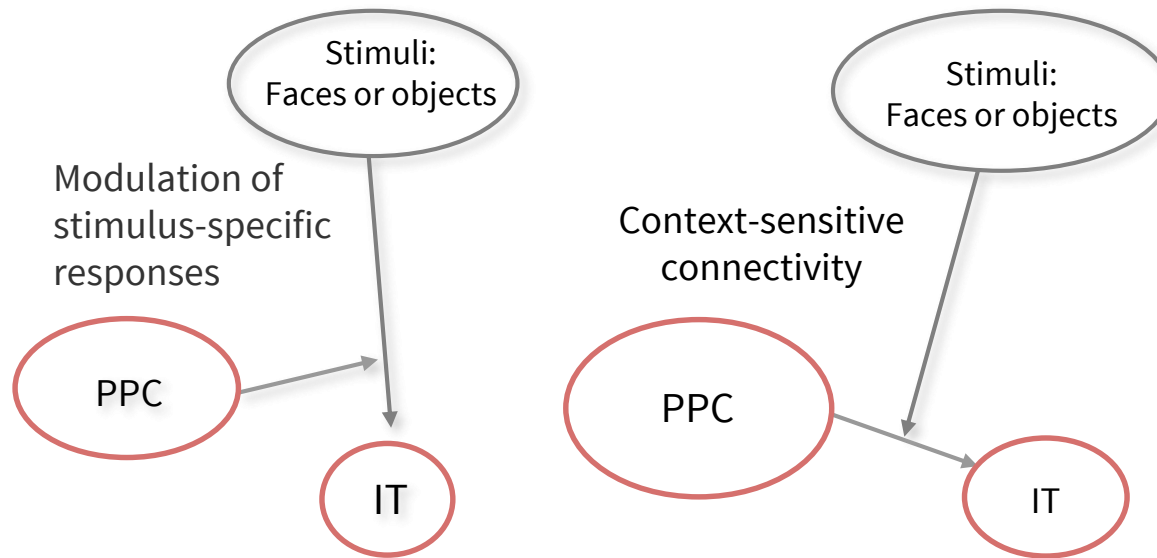 Stimuli:
Faces or objects
Modulation of
stimulus-specific
responses
PPC
IT
Stimuli:
Faces or objects
Context-sensitive
connectivity
PPC
IT